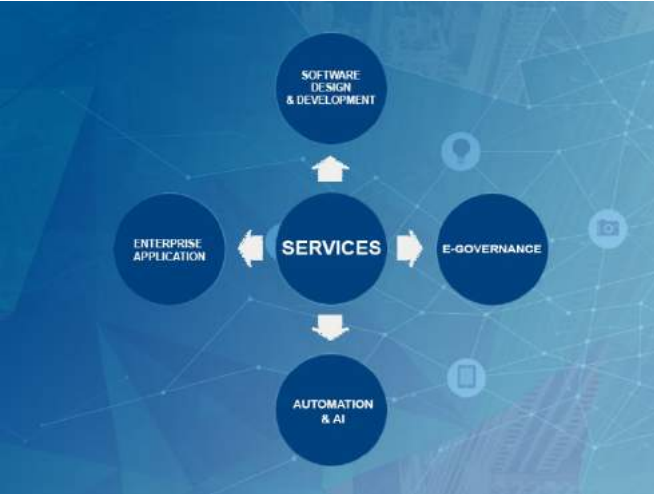 SOFTWARE
DESIGN
& DEVELOPMENT
ENTERPRISE
APPLICATION
SERVICES
E-GOVERNANCE
AUTOMATION
& AI